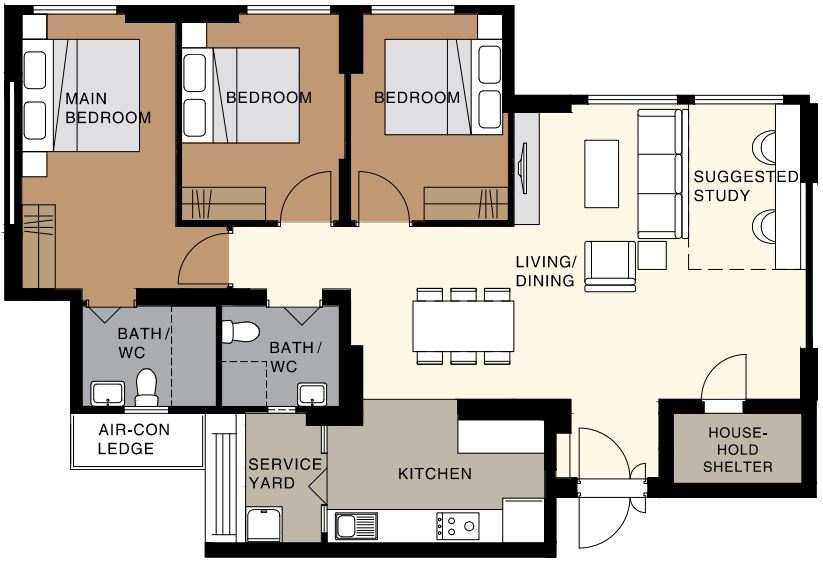 MAIN
BEDROOM
BEDROOM
BEDROOM
SUGGESTED
STUDY
LIVING/
DINING
BATH/
WC
BATH/
WC
AIR-CON
LEDGE
SERVICE
YARD
KITCHEN
HOUSE-
HOLD
SHELTER